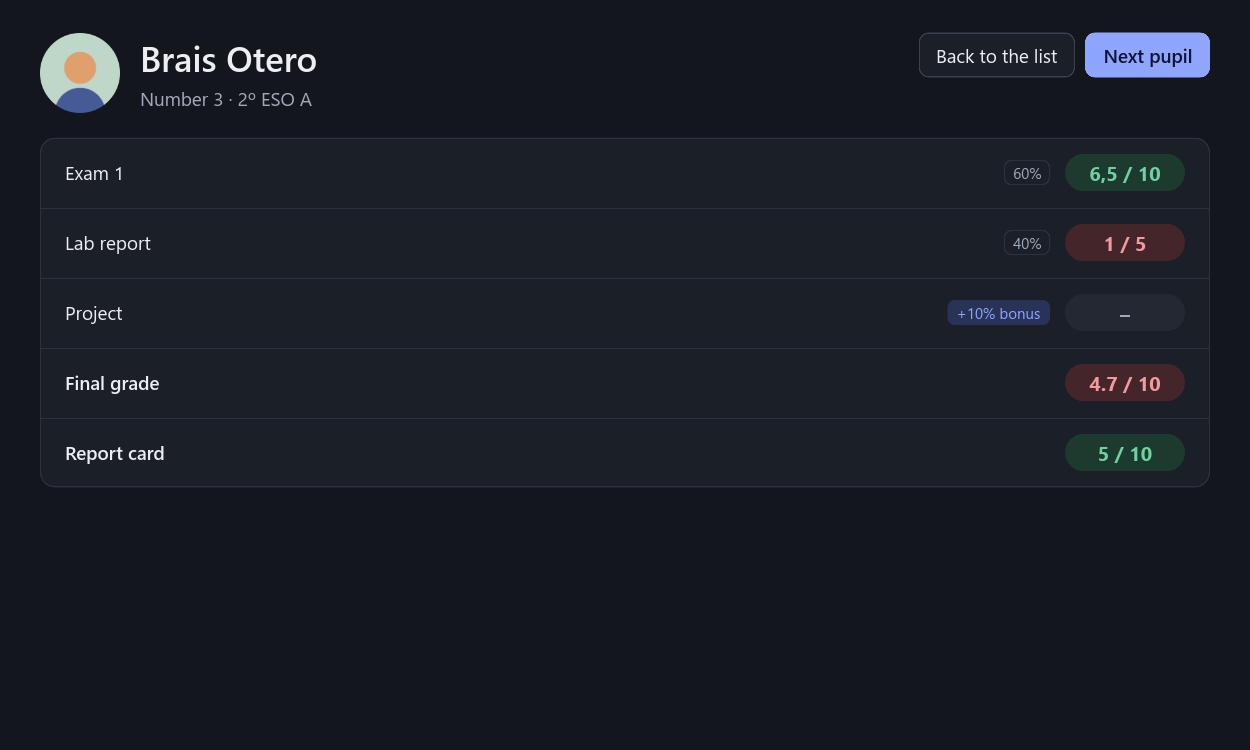 Brais Otero
Number 3 · 2º ESO A
Back to the list
Next pupil
Exam 1 60% 6,5 / 10
Lab report 40% 1 / 5
Project +10% bonus –
Final grade 4.7 / 10
Report card 5 / 10